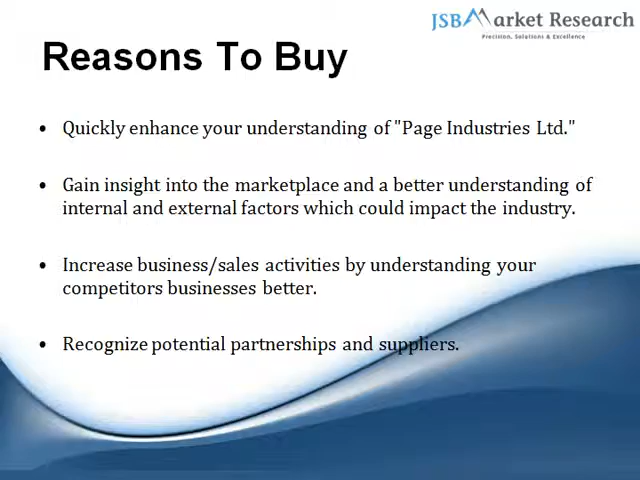 JSB Market Research
Precision, Solutions & Excellence
Reasons To Buy
• Quickly enhance your understanding of "Page Industries Ltd."
• Gain insight into the marketplace and a better understanding of
internal and external factors which could impact the industry.
• Increase business/sales activities by understanding your
competitors businesses better.
• Recognize potential partnerships and suppliers.